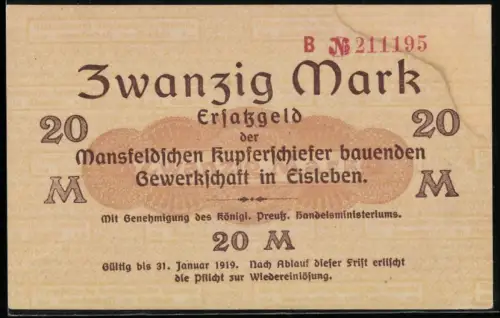 B № 211195
Zwanzig Mark
Ersatzgeld
der
Mansfeldschen Kupferschiefer bauenden
Gewerkschaft in Eisleben.
20 M
20 M
Mit Genehmigung des Königl. Preuß. Handelsministeriums.
20 M
Gültig bis 31. Januar 1919. Nach Ablauf dieser Frist erlischt
die Pflicht zur Wiedereinlösung.